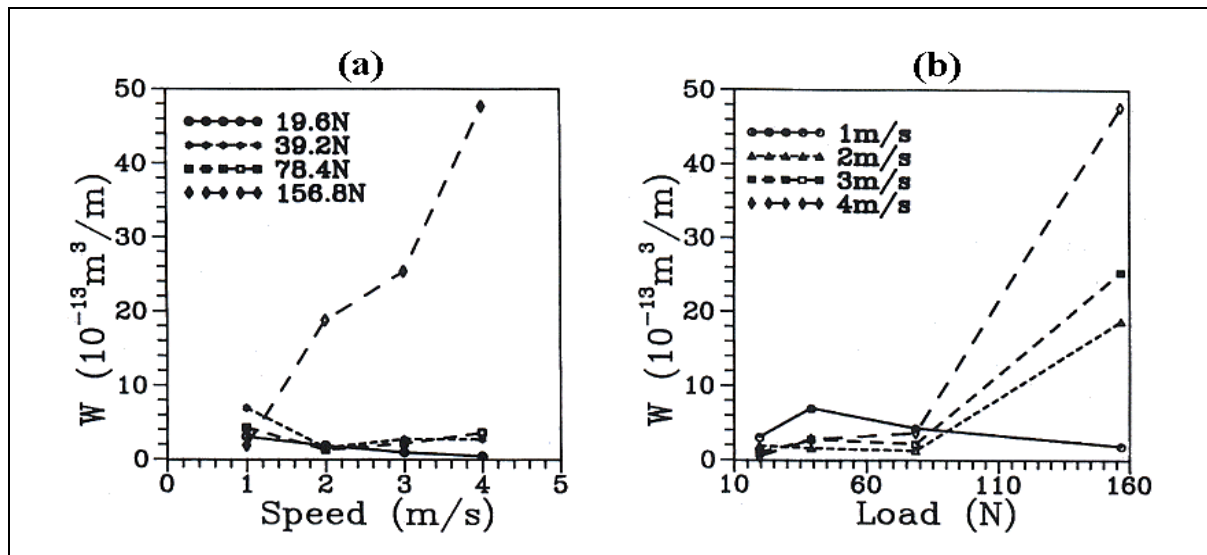 (a)
50
40
30
20
10
0
W (10⁻¹³m³/m)
19.6N
39.2N
78.4N
156.8N
0 1 2 3 4 5
Speed (m/s)
(b)
50
40
30
20
10
0
W (10⁻¹³m³/m)
1m/s
2m/s
3m/s
4m/s
10 60 110 160
Load (N)